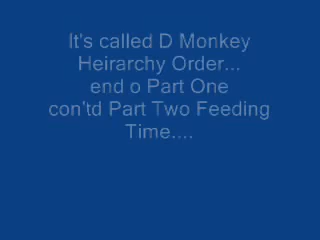 It's called D Monkey
Heirarchy Order...
end o Part One
con'td Part Two Feeding
Time....